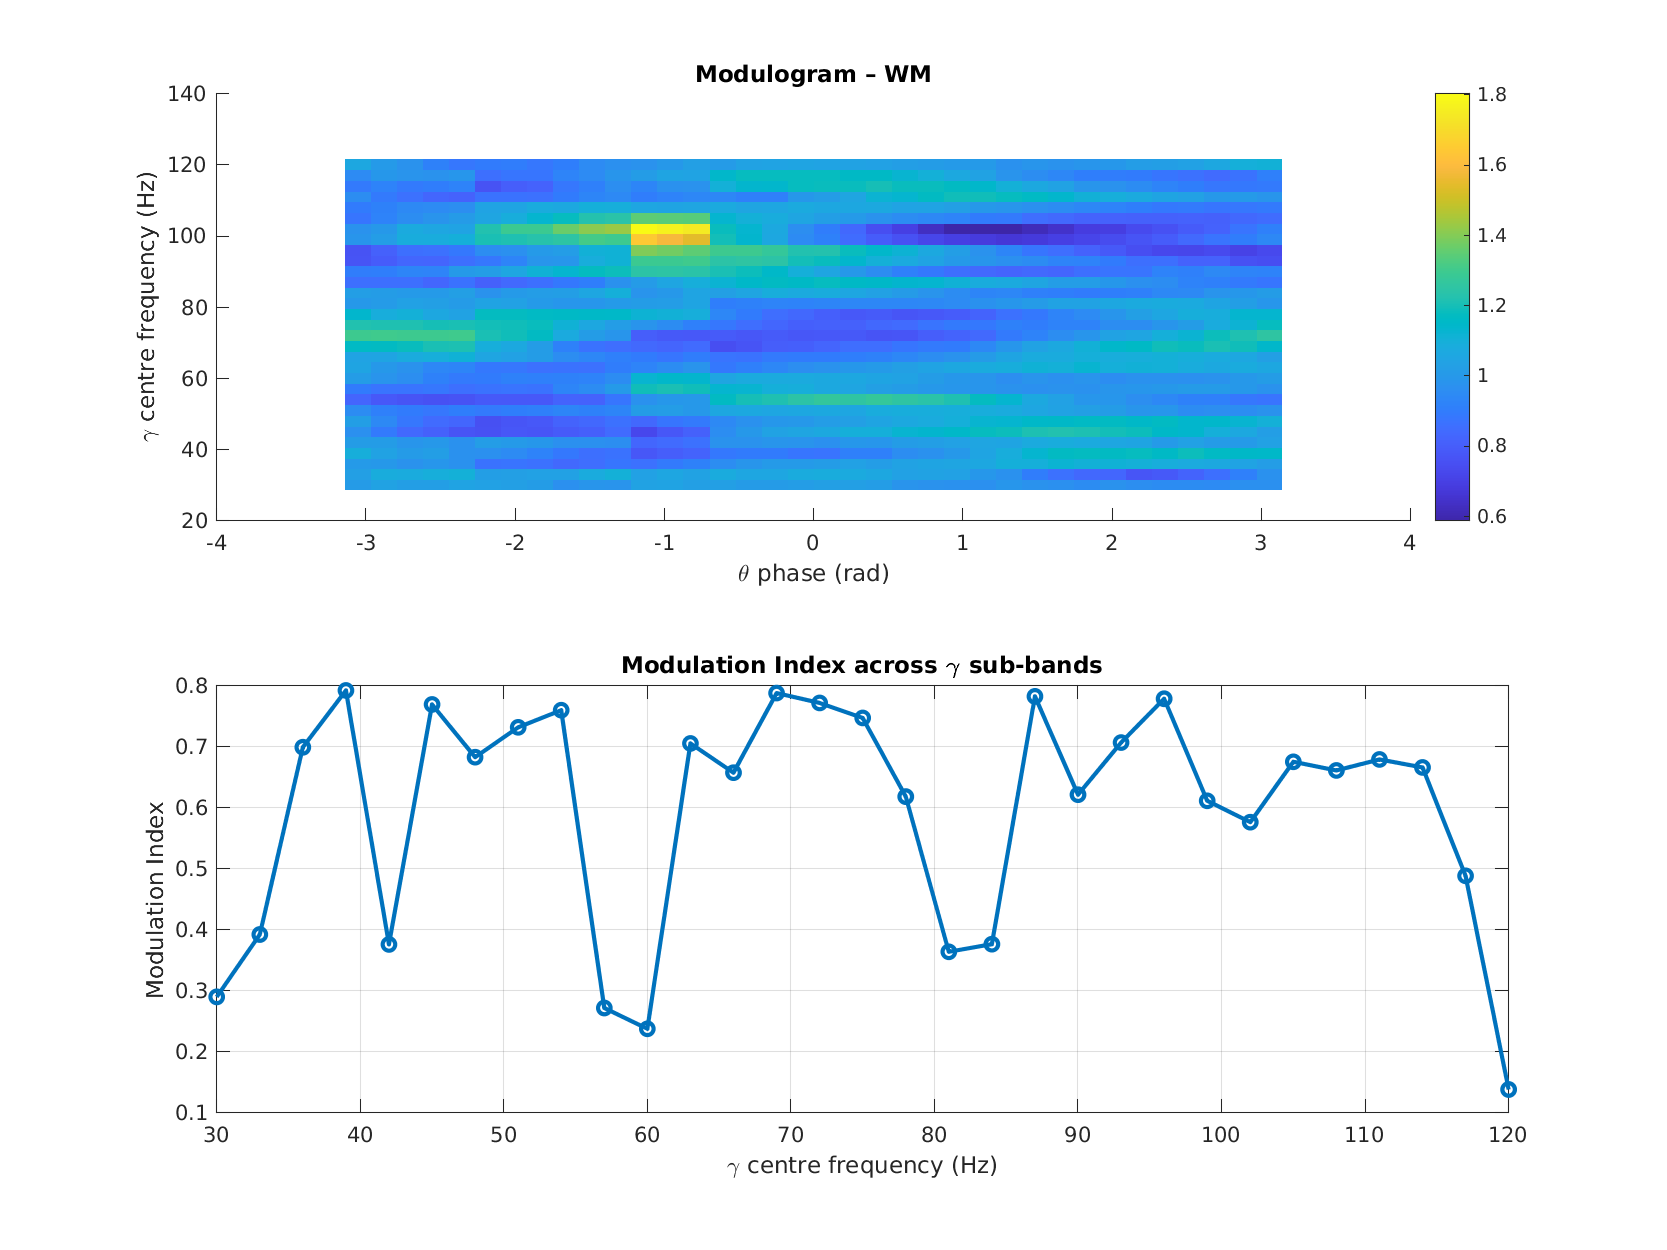 Modulogram – WM
140
120
100
80
60
40
20
γ centre frequency (Hz)
-4 -3 -2 -1 0 1 2 3 4
θ phase (rad)
1.8
1.6
1.4
1.2
1
0.8
0.6
Modulation Index across γ sub-bands
0.8
0.7
0.6
0.5
0.4
0.3
0.2
0.1
Modulation Index
30 40 50 60 70 80 90 100 110 120
γ centre frequency (Hz)